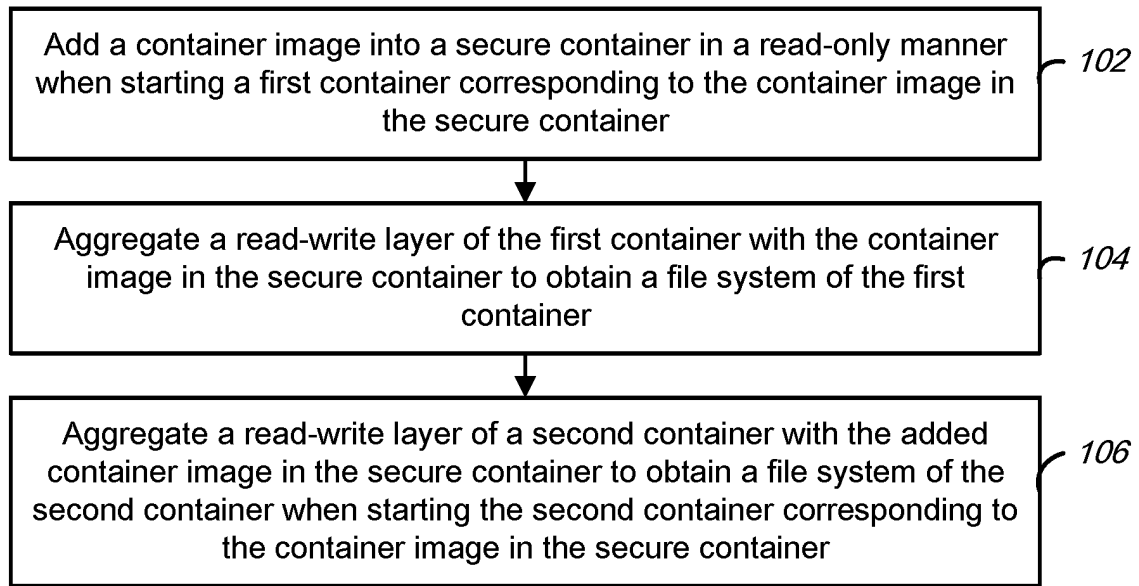 Add a container image into a secure container in a read-only manner
when starting a first container corresponding to the container image in
the secure container
102
Aggregate a read-write layer of the first container with the container
image in the secure container to obtain a file system of the first
container
104
Aggregate a read-write layer of a second container with the added
container image in the secure container to obtain a file system of the
second container when starting the second container corresponding to
the container image in the secure container
106